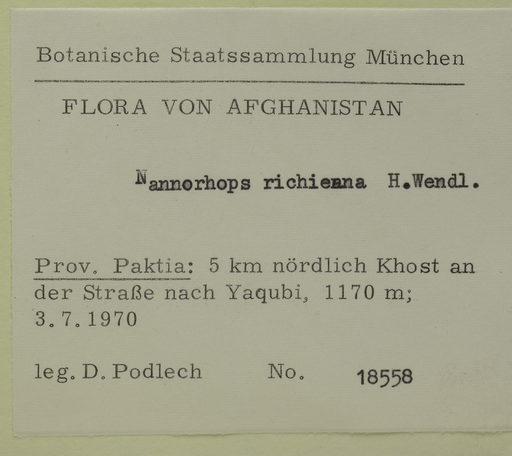 Botanische Staatssammlung München
FLORA VON AFGHANISTAN
Nannorhops richienna H.Wendl.
Prov. Paktia: 5 km nördlich Khost an
der Straße nach Yaqubi, 1170 m;
3.7.1970
leg. D. Podlech No. 18558